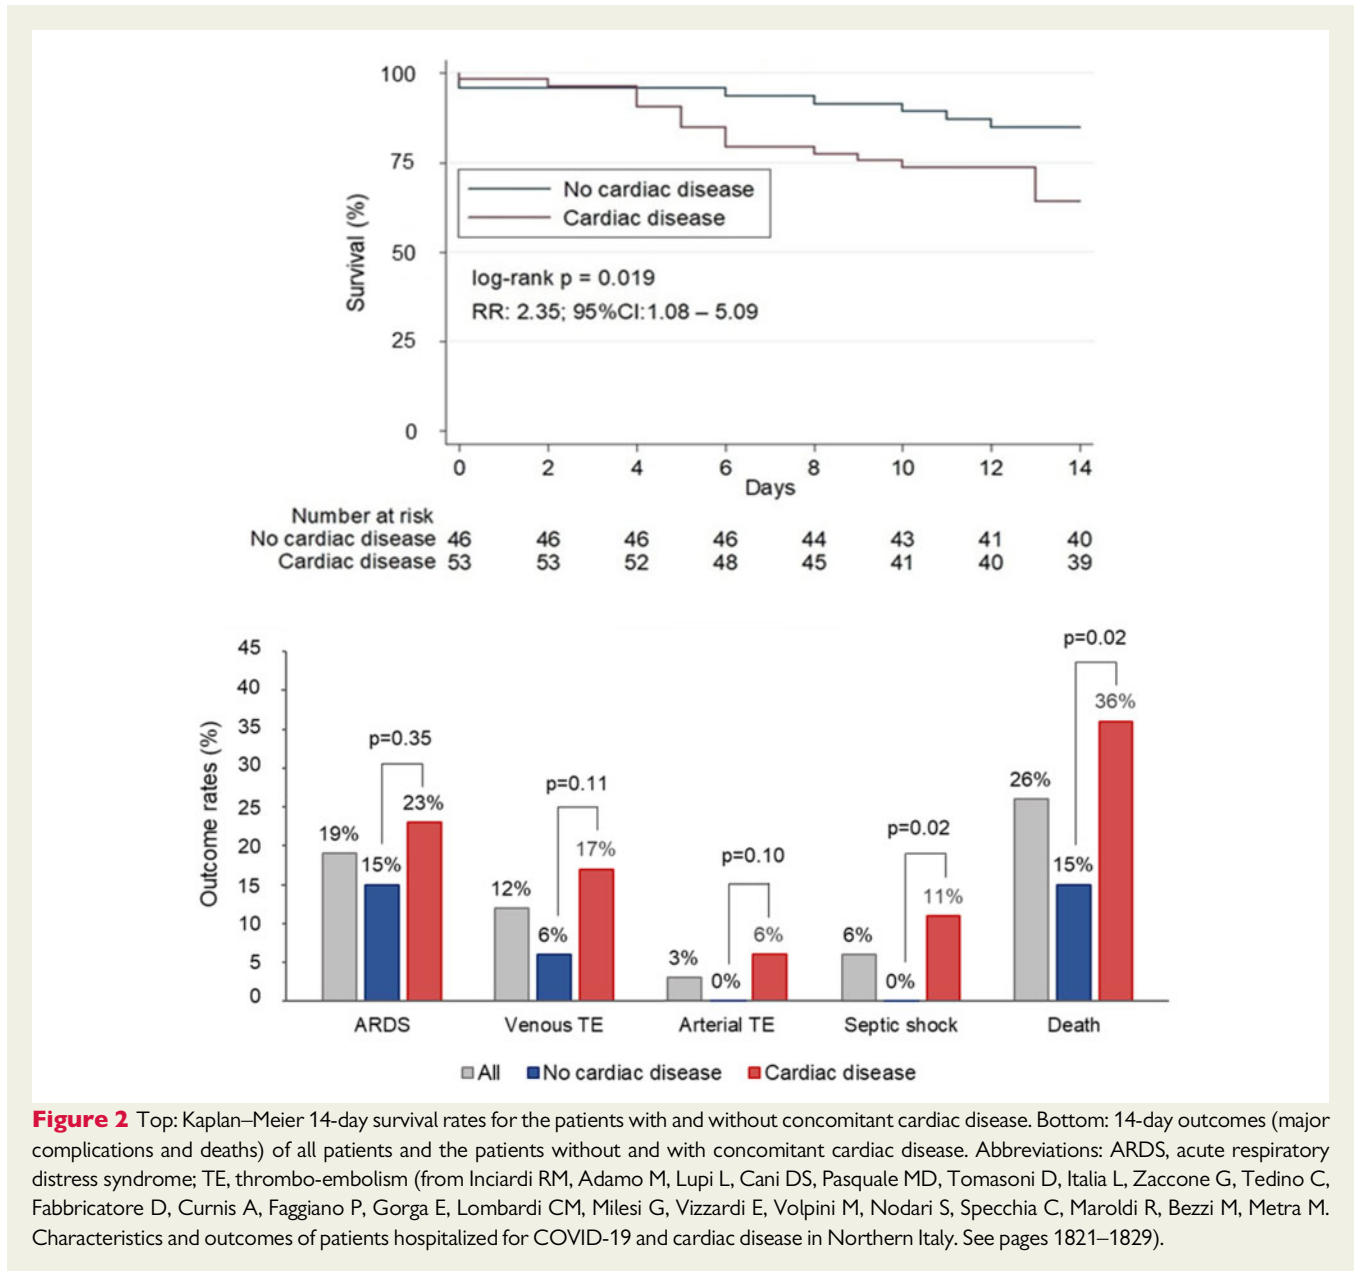 100
75
50
25
0
Survival (%)
No cardiac disease
Cardiac disease
log-rank p = 0.019
RR: 2.35; 95%CI:1.08 – 5.09
0 2 4 6 8 10 12 14
Days
Number at risk
No cardiac disease 46 46 46 46 44 43 41 40
Cardiac disease 53 53 52 48 45 41 40 39
45
40
35
30
25
20
15
10
5
0
Outcome rates (%)
p=0.35
19% 15% 23%
p=0.11
12% 6% 17%
p=0.10
3% 0% 6%
p=0.02
6% 0% 11%
p=0.02
26% 15% 36%
ARDS Venous TE Arterial TE Septic shock Death
All No cardiac disease Cardiac disease
Figure 2 Top: Kaplan–Meier 14-day survival rates for the patients with and without concomitant cardiac disease. Bottom: 14-day outcomes (major
complications and deaths) of all patients and the patients without and with concomitant cardiac disease. Abbreviations: ARDS, acute respiratory
distress syndrome; TE, thrombo-embolism (from Inciardi RM, Adamo M, Lupi L, Cani DS, Pasquale MD, Tomasoni D, Italia L, Zaccone G, Tedino C,
Fabbricatore D, Curnis A, Faggiano P, Gorga E, Lombardi CM, Milesi G, Vizzardi E, Volpini M, Nodari S, Specchia C, Maroldi R, Bezzi M, Metra M.
Characteristics and outcomes of patients hospitalized for COVID-19 and cardiac disease in Northern Italy. See pages 1821–1829).